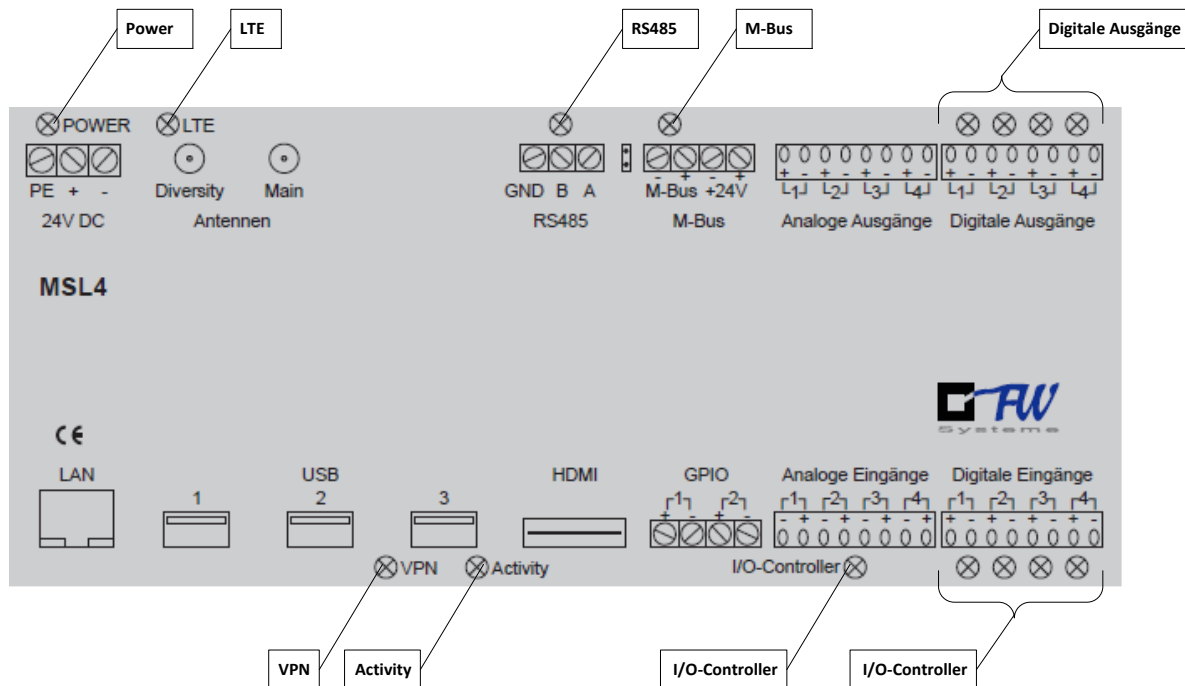 Power
LTE
RS485
M-Bus
Digitale Ausgänge
POWER
LTE
PE + -
24V DC
Diversity
Main
Antennen
GND B A
RS485
- + - +
M-Bus +24V
M-Bus
+ - + - + - + -
1 2 3 4
Analoge Ausgänge
+ - + - + - + -
1 2 3 4
Digitale Ausgänge
MSL4
FW
Systeme
CE
LAN
USB
1
2
3
HDMI
GPIO
1 2
+ - + -
Analoge Eingänge
1 2 3 4
- + - + - + - +
Digitale Eingänge
1 2 3 4
+ - + - + - + -
VPN
Activity
I/O-Controller
VPN
Activity
I/O-Controller
I/O-Controller